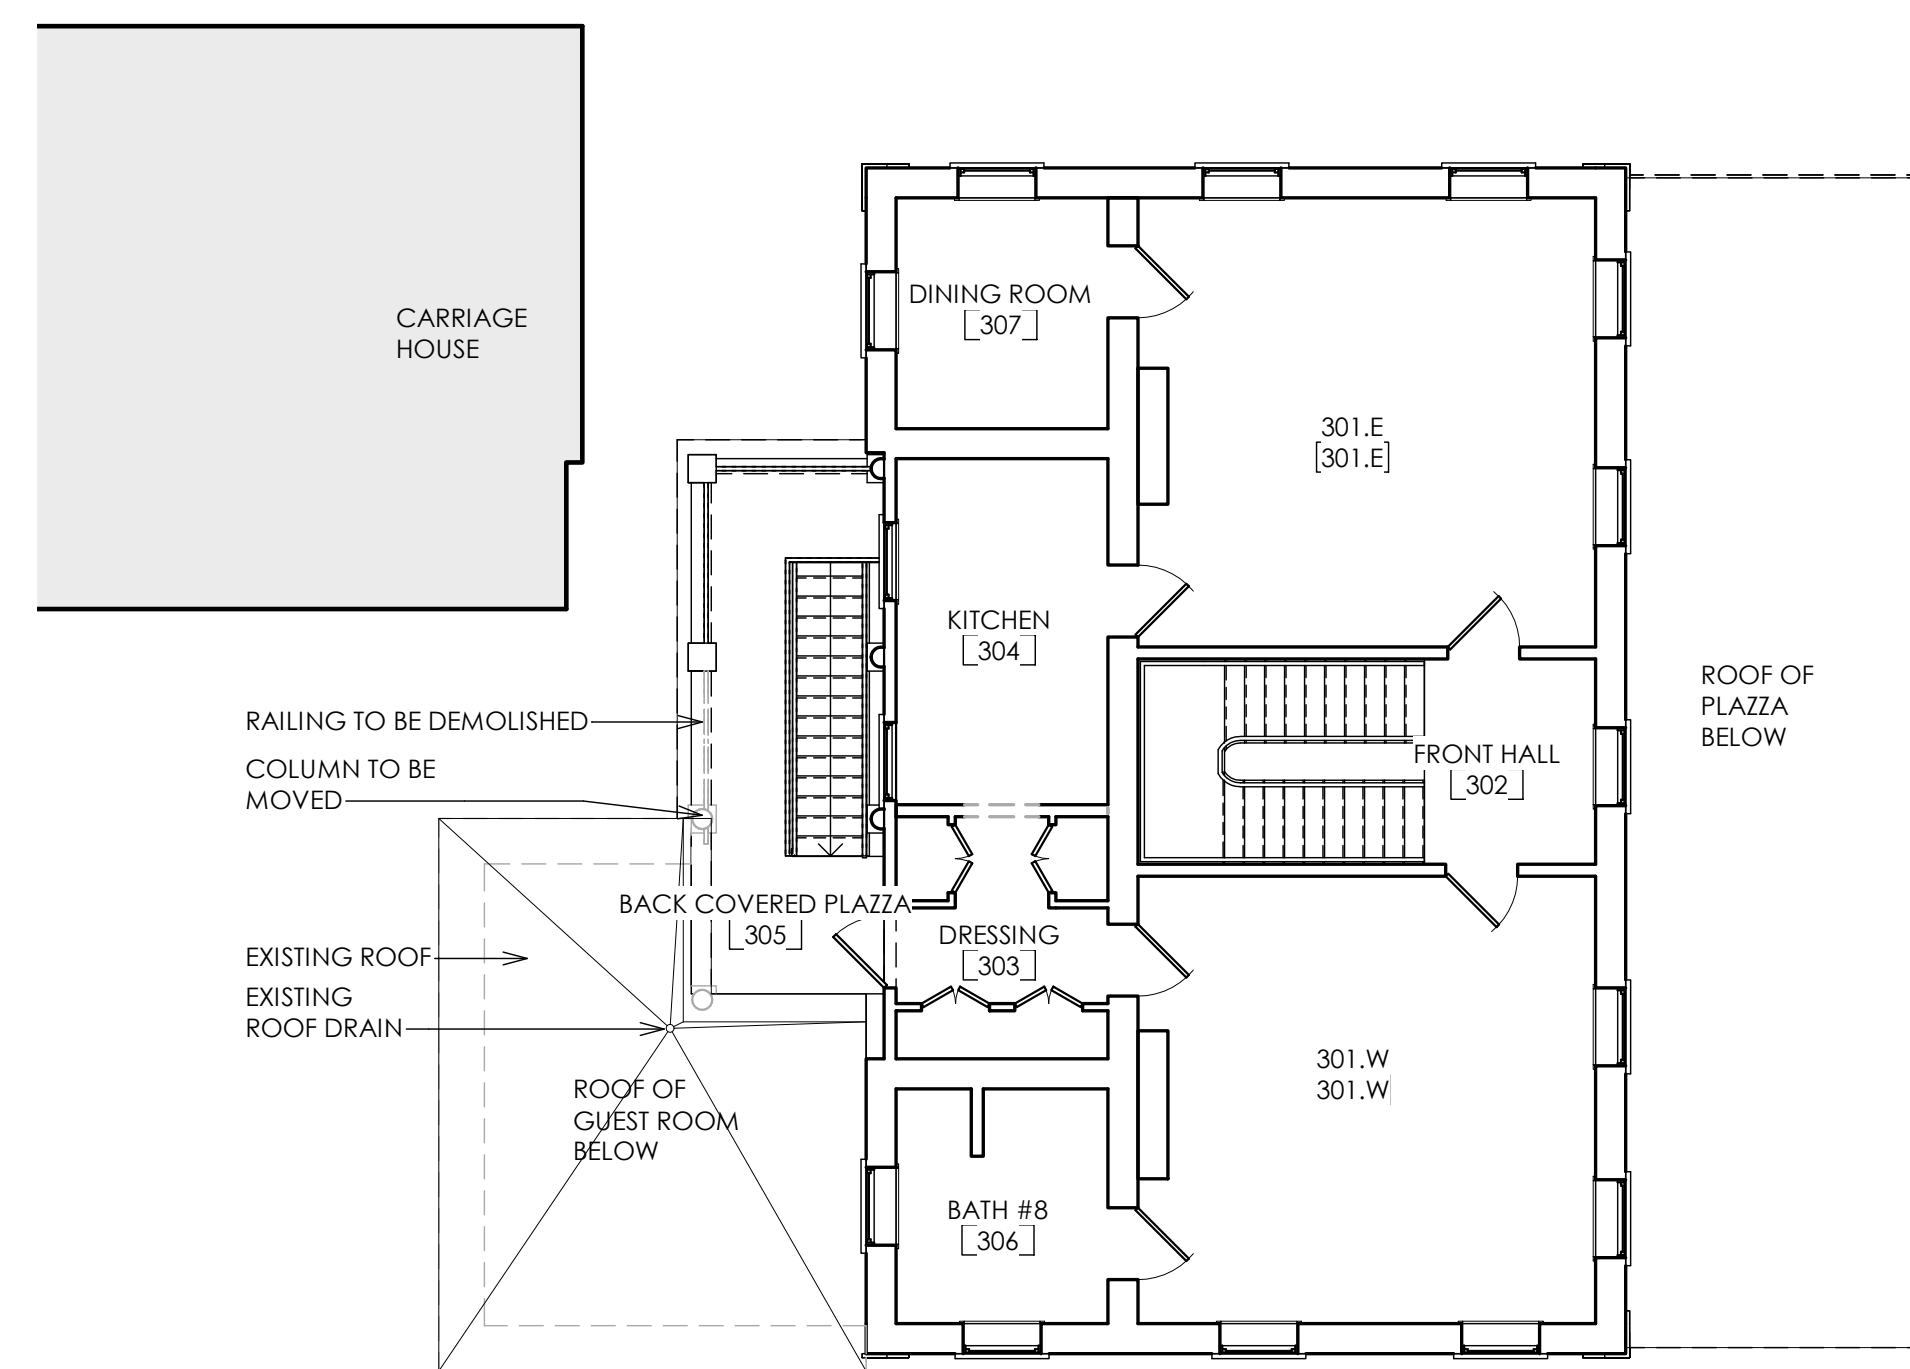 CARRIAGE
HOUSE
DINING ROOM
307
301.E
[301.E]
KITCHEN
304
ROOF OF
PLAZZA
BELOW
RAILING TO BE DEMOLISHED
FRONT HALL
302
COLUMN TO BE
MOVED
BACK COVERED PLAZZA
305
DRESSING
303
EXISTING ROOF
EXISTING
ROOF DRAIN
301.W
301.W
ROOF OF
GUEST ROOM
BELOW
BATH #8
306